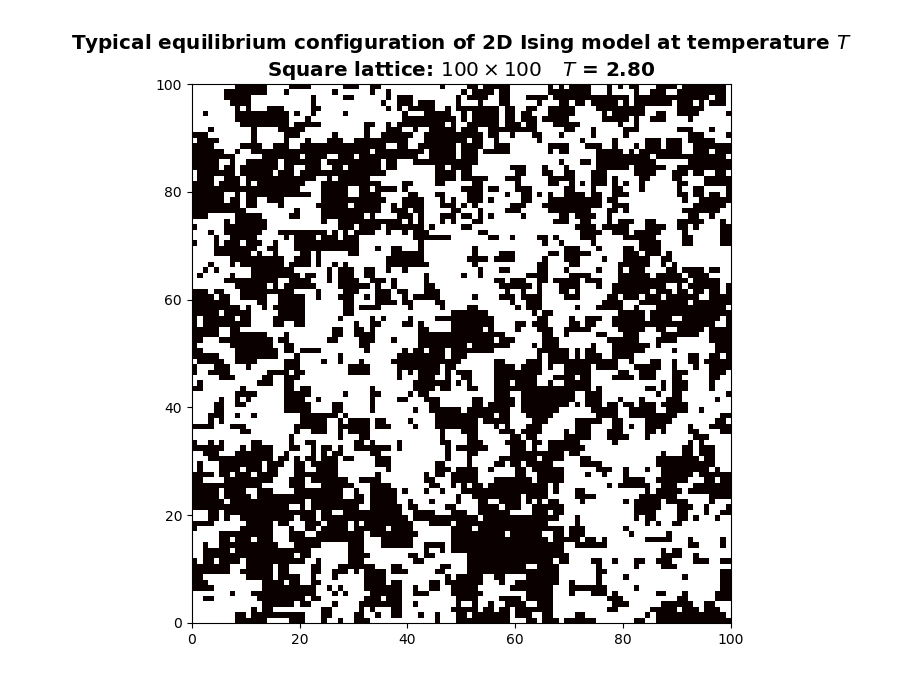 Typical equilibrium configuration of 2D Ising model at temperature T
Square lattice: 100 × 100 T = 2.80
100
80
60
40
20
0
0 20 40 60 80 100